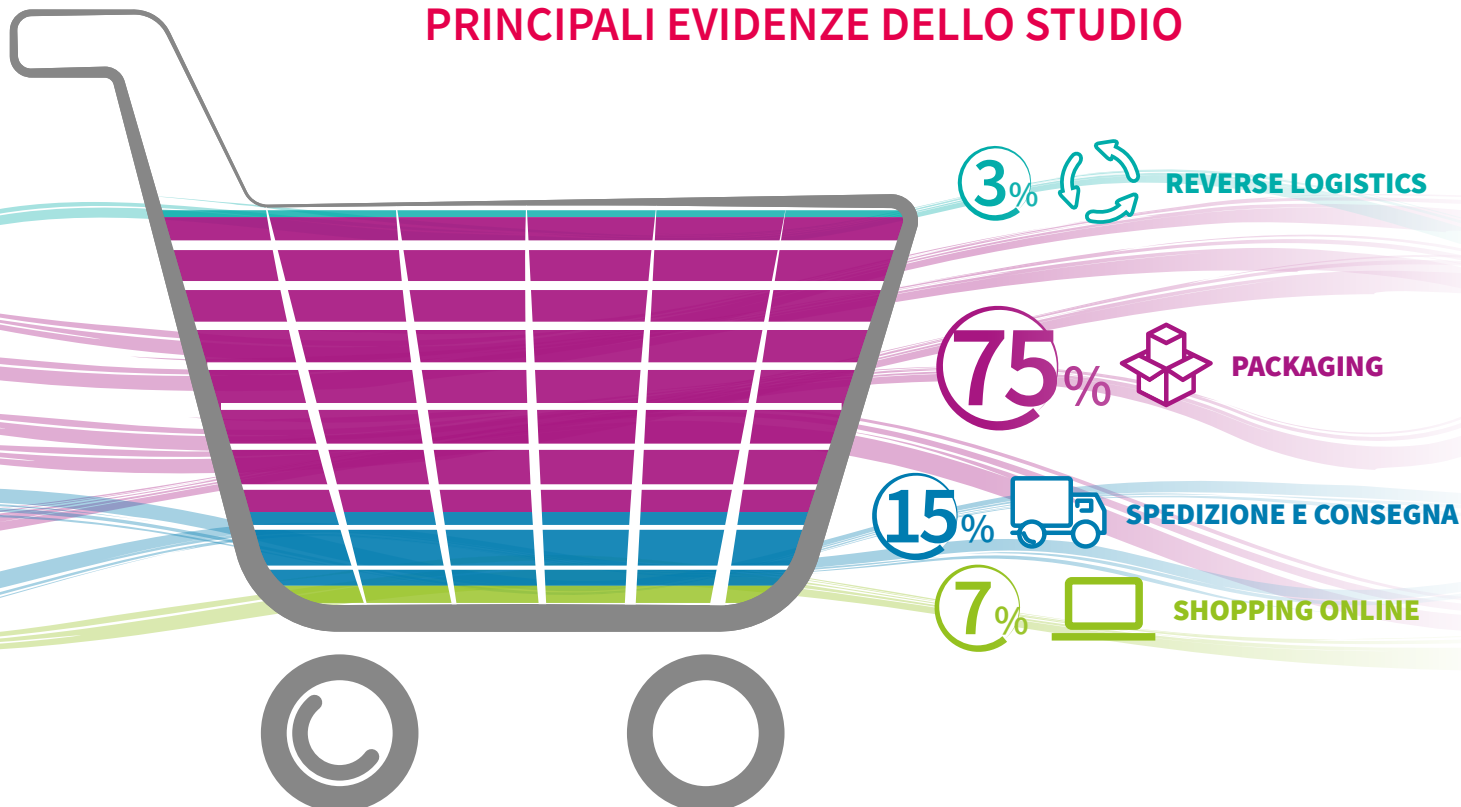 PRINCIPALI EVIDENZE DELLO STUDIO
3% REVERSE LOGISTICS
75% PACKAGING
15% SPEDIZIONE E CONSEGNA
7% SHOPPING ONLINE